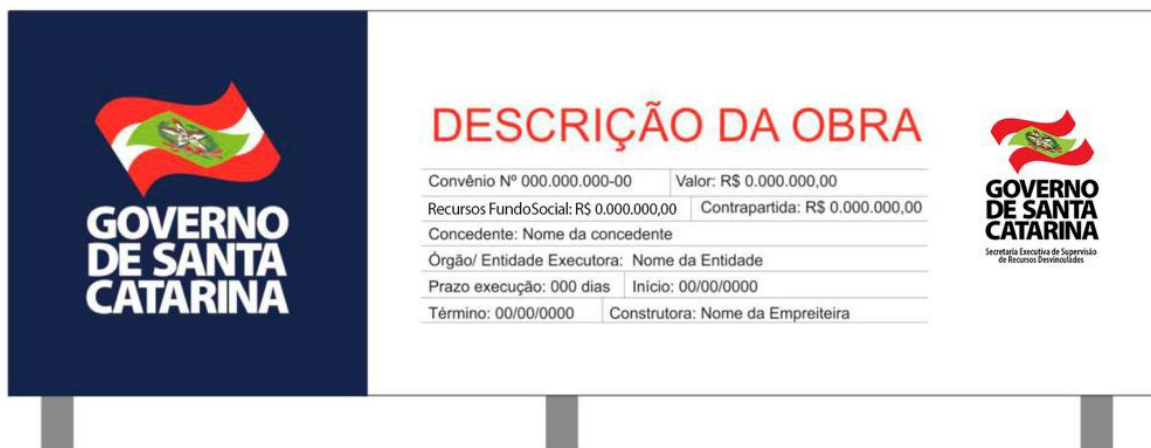 GOVERNO
DE SANTA
CATARINA
DESCRIÇÃO DA OBRA
Convênio Nº 000.000.000-00 Valor: R$ 0.000.000,00
Recursos FundoSocial: R$ 0.000.000,00 Contrapartida: R$ 0.000.000,00
Concedente: Nome da concedente
Órgão/ Entidade Executora: Nome da Entidade
Prazo execução: 000 dias Início: 00/00/0000
Término: 00/00/0000 Construtora: Nome da Empreiteira
GOVERNO
DE SANTA
CATARINA
Secretaria Executiva de Supervisão
de Recursos Desvinculados